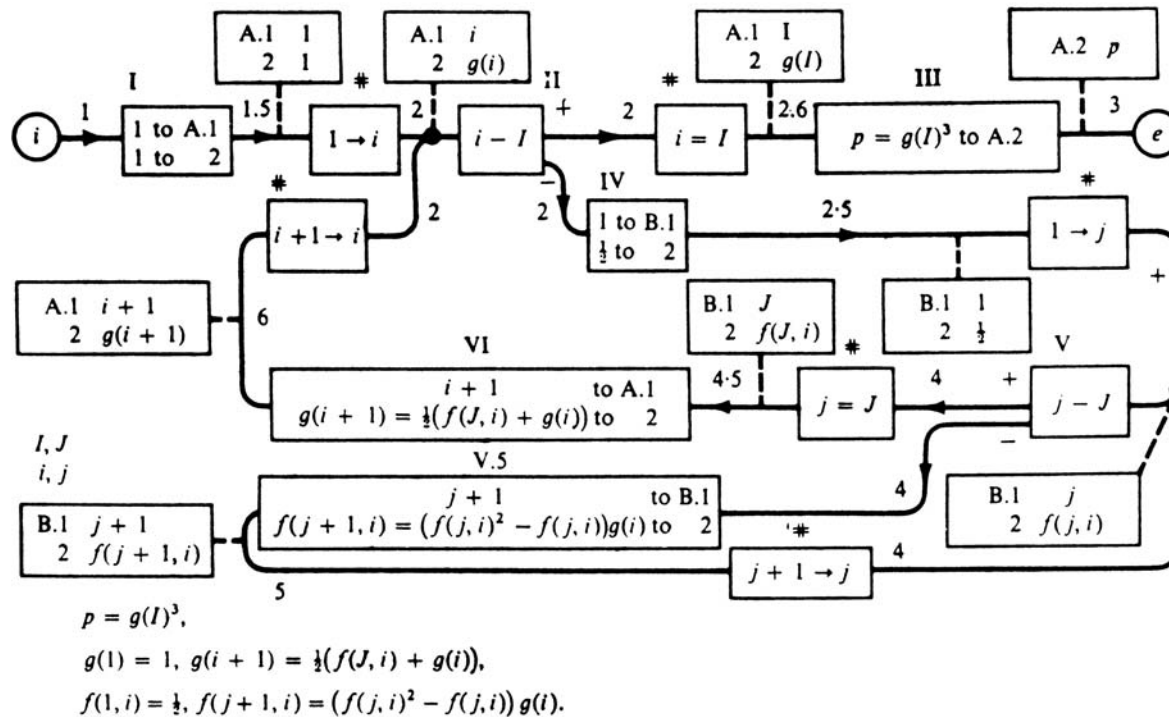 A.1 1
2 1
A.1 i
2 g(i)
A.1 I
2 g(I)
A.2 p
I
#
II
#
III
1
1.5
2
+
2
2·6
3
i
1 to A.1
1 to 2
1 → i
i − I
i = I
p = g(I)³ to A.2
e
#
−
IV
#
2
2
2·5
i + 1 → i
1 to B.1
½ to 2
1 → j
+
A.1 i + 1
2 g(i + 1)
6
B.1 J
2 f(J, i)
B.1 1
2 ½
VI
#
V
i + 1 to A.1
g(i + 1) = ½(f(J, i) + g(i)) to 2
4·5
j = J
4
+
j − J
−
I, J
i, j
V.5
B.1 j + 1
2 f(j + 1, i)
j + 1 to B.1
f(j + 1, i) = (f(j, i)² − f(j, i))g(i) to 2
4
B.1 j
2 f(j, i)
'#
5
j + 1 → j
4
p = g(I)³,
g(1) = 1, g(i + 1) = ½(f(J, i) + g(i)),
f(1, i) = ½, f(j + 1, i) = (f(j, i)² − f(j, i)) g(i).